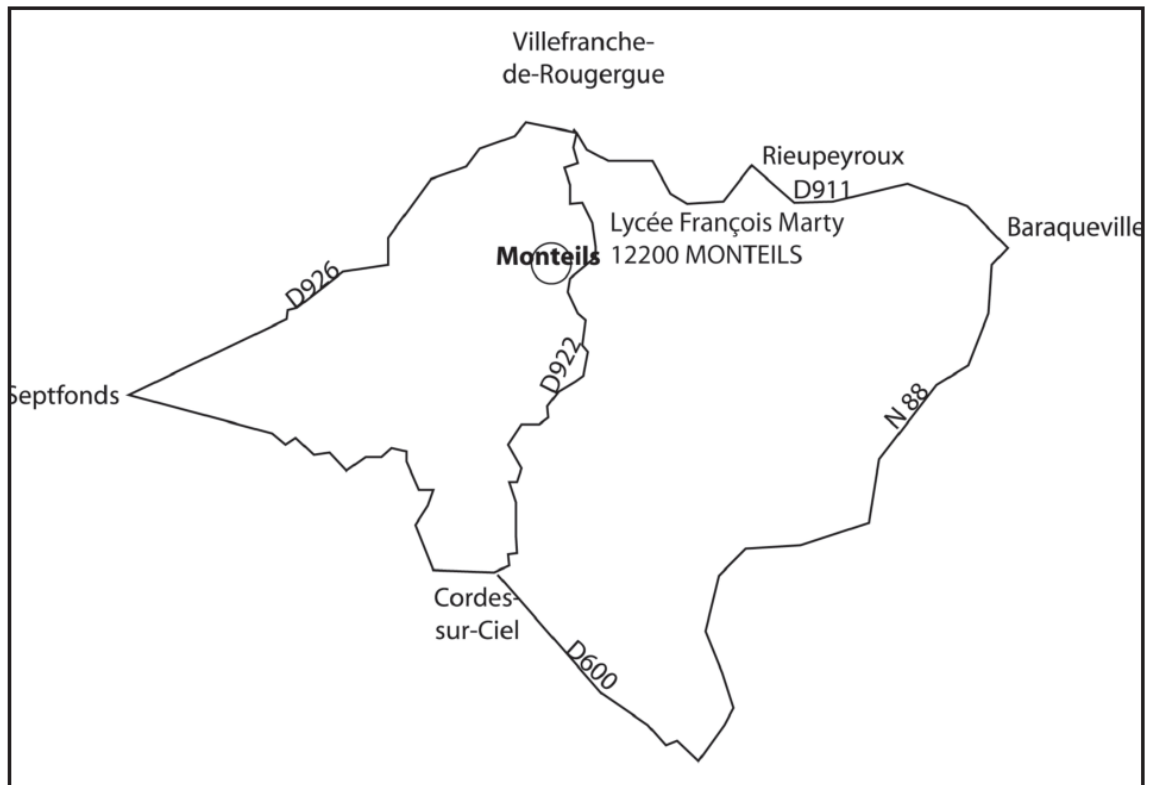 Villefranche-
de-Rougergue
Rieupeyroux
D911
Baraqueville
Lycée François Marty
Monteils
12200 MONTEILS
D926
D922
Septfonds
N 88
Cordes-
sur-Ciel
D600